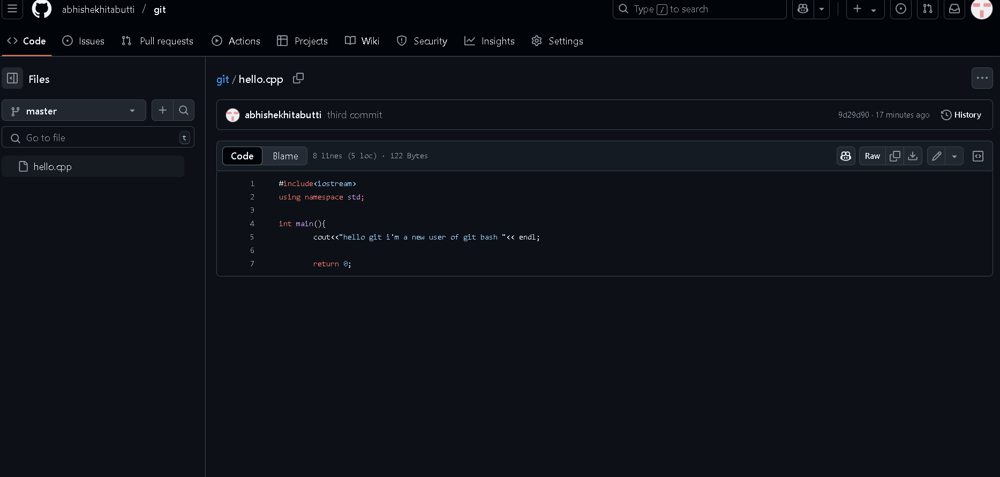 abhishekhitabutti / git
Type / to search
Code Issues Pull requests Actions Projects Wiki Security Insights Settings
Files
master
Go to file t
hello.cpp
git / hello.cpp
abhishekhitabutti third commit 9d29d90 · 17 minutes ago History
Code Blame 8 lines (5 loc) · 122 Bytes Raw
1 #include<iostream>
2 using namespace std;
3
4 int main(){
5 cout<<"hello git i'm a new user of git bash "<< endl;
6
7 return 0;